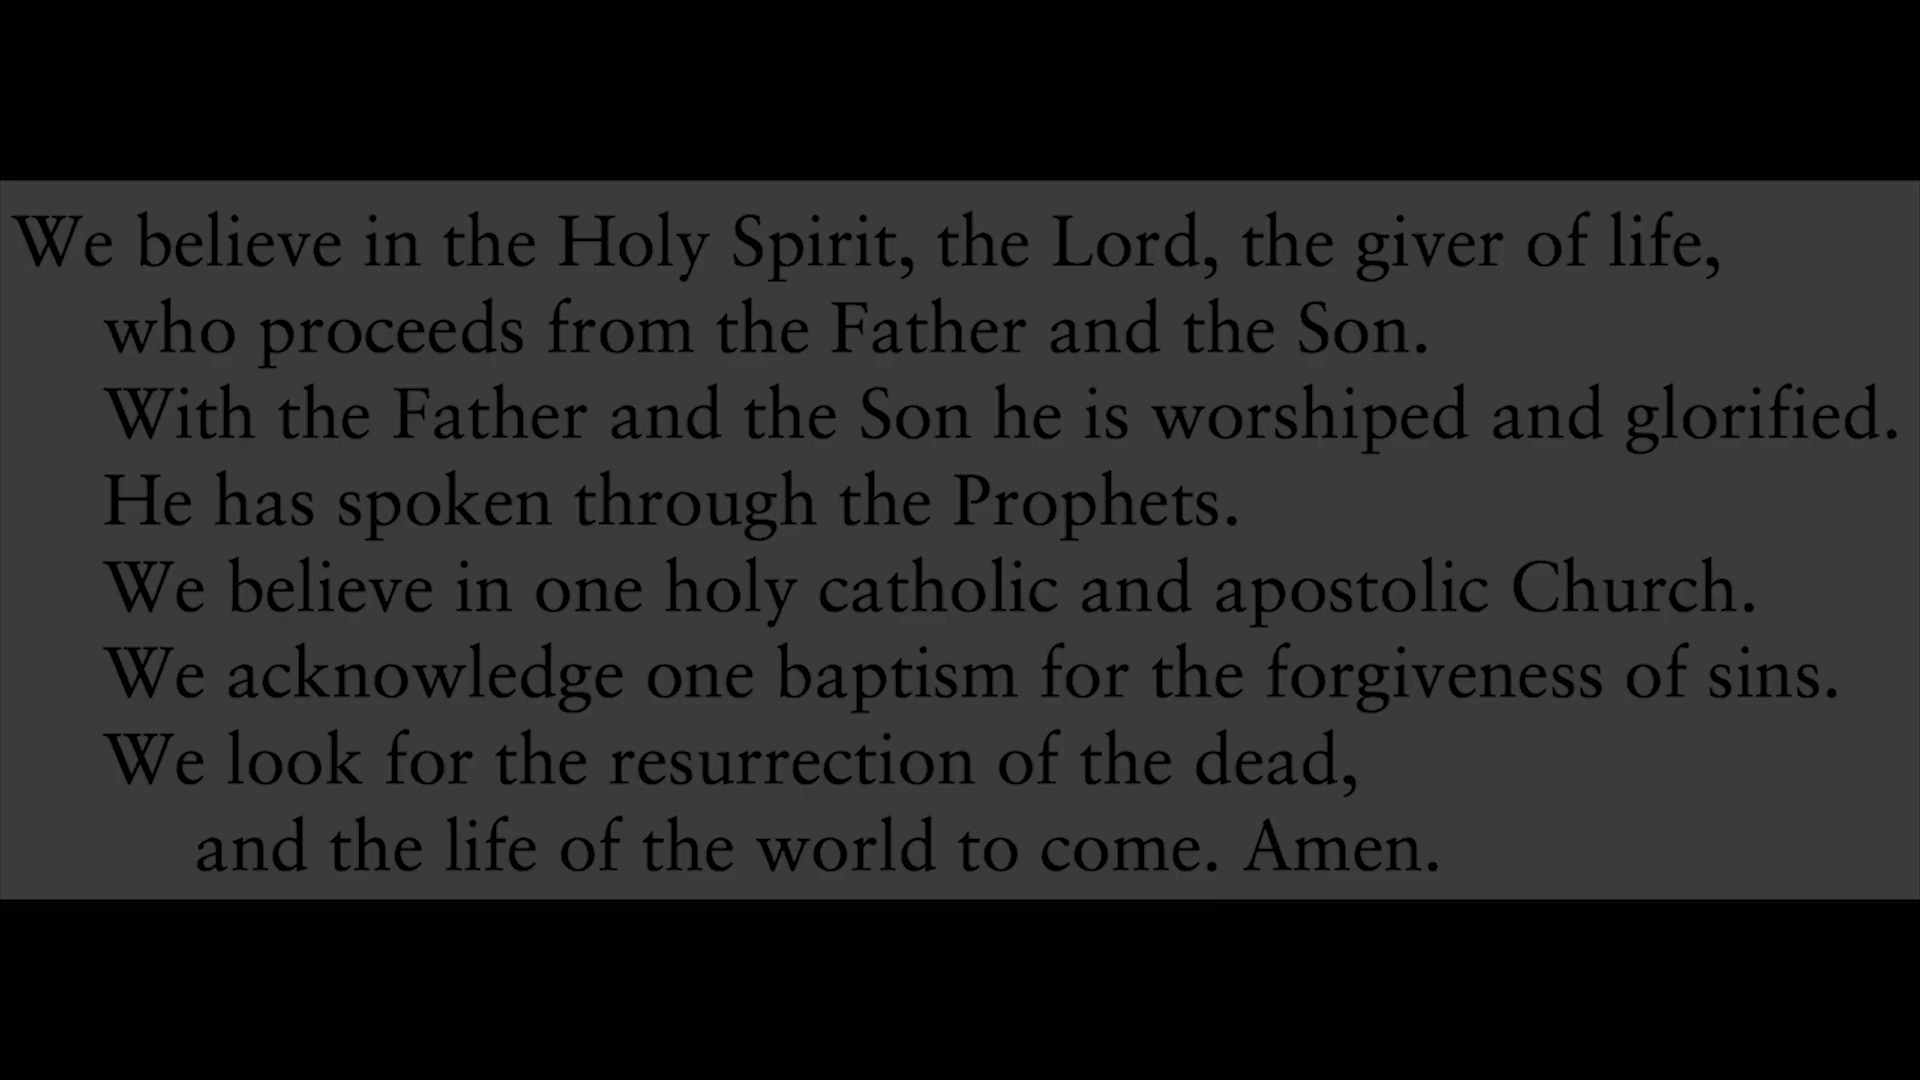 We believe in the Holy Spirit, the Lord, the giver of life,
who proceeds from the Father and the Son.
With the Father and the Son he is worshiped and glorified.
He has spoken through the Prophets.
We believe in one holy catholic and apostolic Church.
We acknowledge one baptism for the forgiveness of sins.
We look for the resurrection of the dead,
and the life of the world to come. Amen.